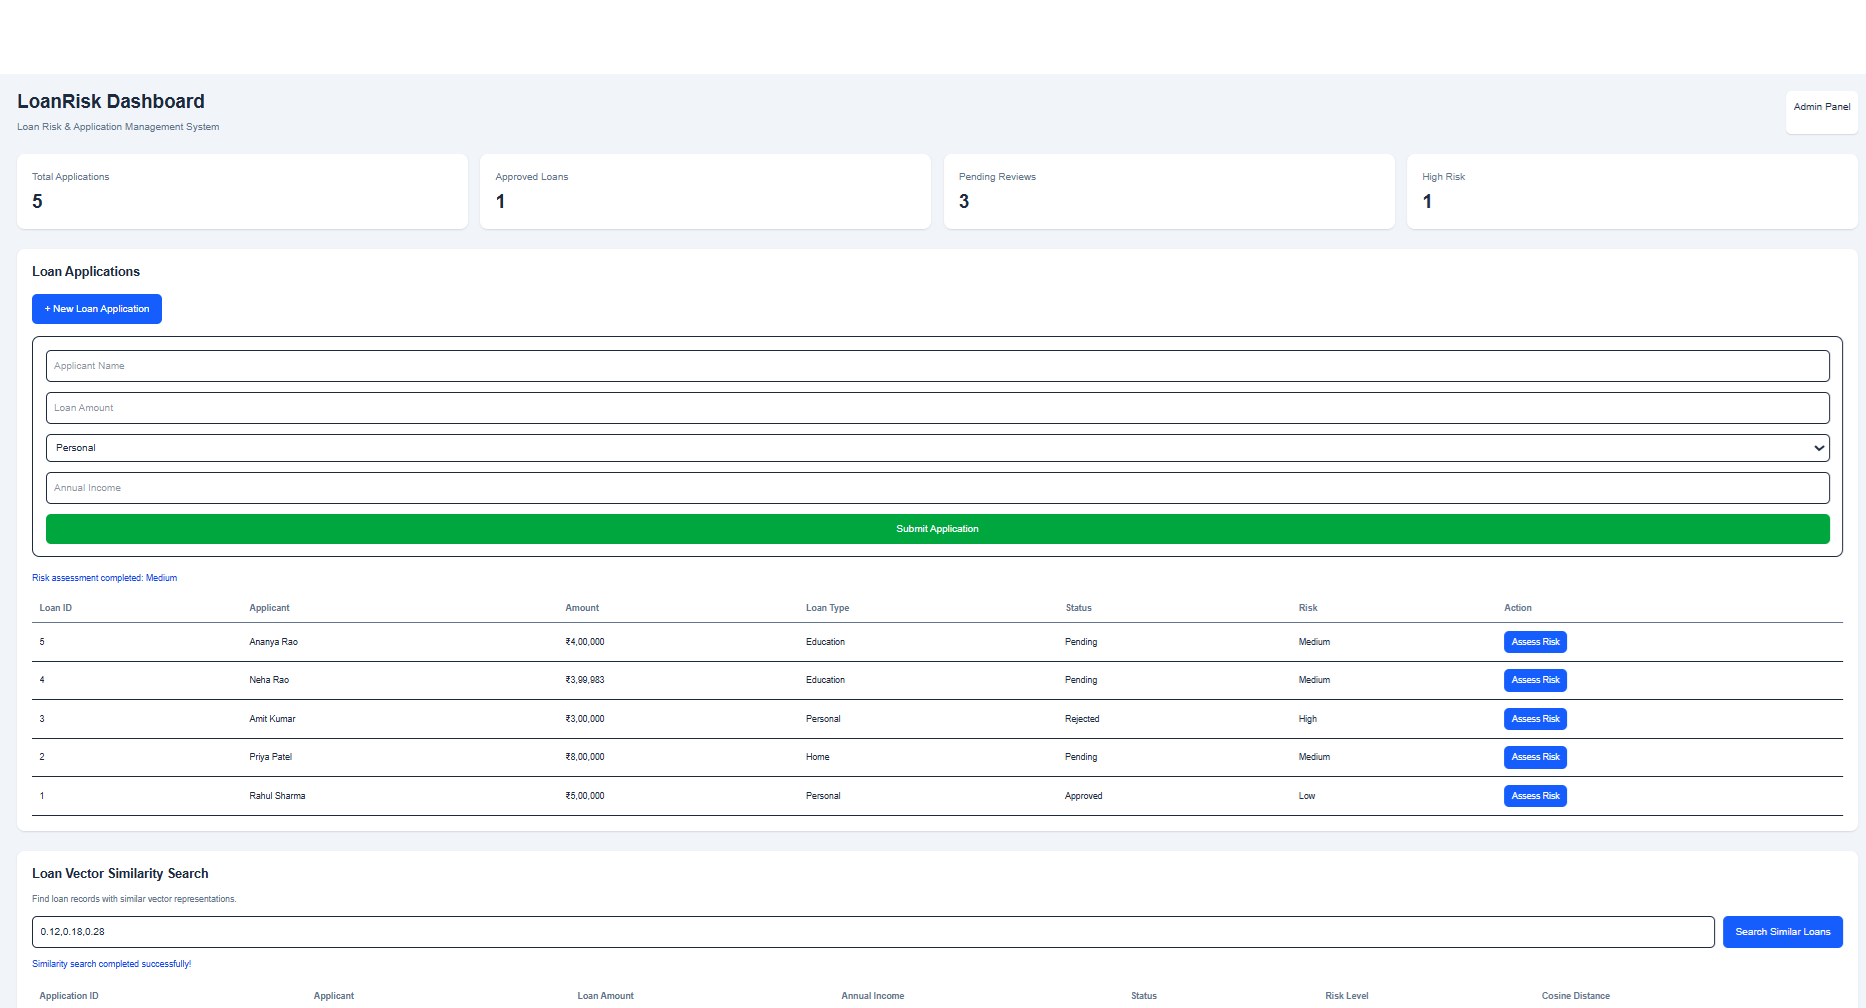 LoanRisk Dashboard
Loan Risk & Application Management System
Admin Panel
Total Applications
5
Approved Loans
1
Pending Reviews
3
High Risk
1
Loan Applications
+ New Loan Application
Applicant Name
Loan Amount
Personal
Annual Income
Submit Application
Risk assessment completed: Medium
Loan ID Applicant Amount Loan Type Status Risk Action
5 Ananya Rao ₹4,00,000 Education Pending Medium Assess Risk
4 Neha Rao ₹3,99,983 Education Pending Medium Assess Risk
3 Amit Kumar ₹3,00,000 Personal Rejected High Assess Risk
2 Priya Patel ₹8,00,000 Home Pending Medium Assess Risk
1 Rahul Sharma ₹5,00,000 Personal Approved Low Assess Risk
Loan Vector Similarity Search
Find loan records with similar vector representations.
0.12,0.18,0.28 Search Similar Loans
Similarity search completed successfully!
Application ID Applicant Loan Amount Annual Income Status Risk Level Cosine Distance